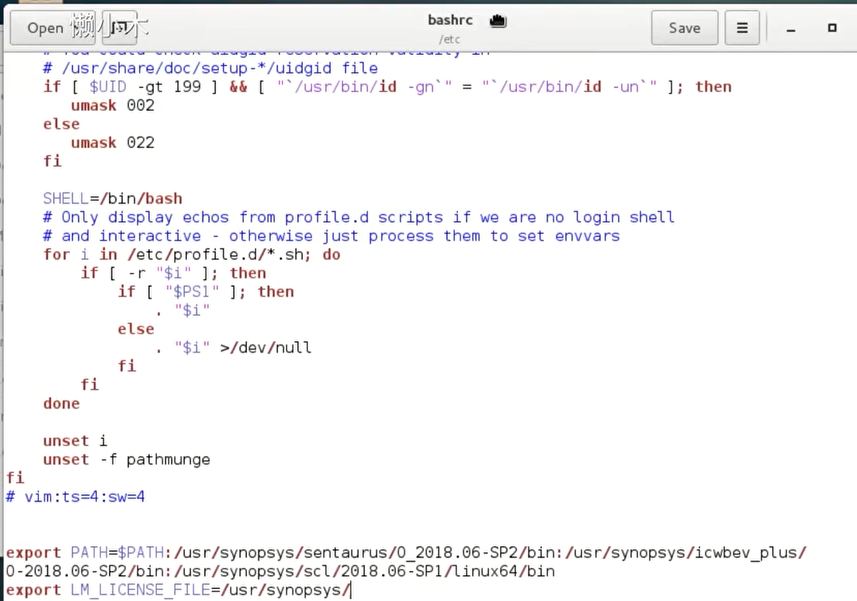 懒小木
Open
bashrc
/etc
Save
# You could check uidgid reservation validity in
# /usr/share/doc/setup-*/uidgid file
if [ $UID -gt 199 ] && [ "`/usr/bin/id -gn`" = "`/usr/bin/id -un`" ]; then
umask 002
else
umask 022
fi
SHELL=/bin/bash
# Only display echos from profile.d scripts if we are no login shell
# and interactive - otherwise just process them to set envvars
for i in /etc/profile.d/*.sh; do
if [ -r "$i" ]; then
if [ "$PS1" ]; then
. "$i"
else
. "$i" >/dev/null
fi
fi
done
unset i
unset -f pathmunge
fi
# vim:ts=4:sw=4
export PATH=$PATH:/usr/synopsys/sentaurus/O_2018.06-SP2/bin:/usr/synopsys/icwbev_plus/
O-2018.06-SP2/bin:/usr/synopsys/scl/2018.06-SP1/linux64/bin
export LM_LICENSE_FILE=/usr/synopsys/